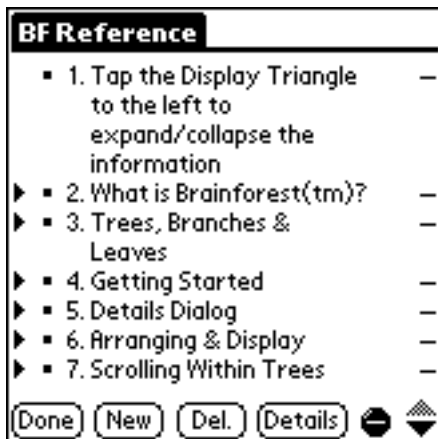 BF Reference
1. Tap the Display Triangle
to the left to
expand/collapse the
information
2. What is Brainforest(tm)?
3. Trees, Branches &
Leaves
4. Getting Started
5. Details Dialog
6. Arranging & Display
7. Scrolling Within Trees
Done New Del. Details